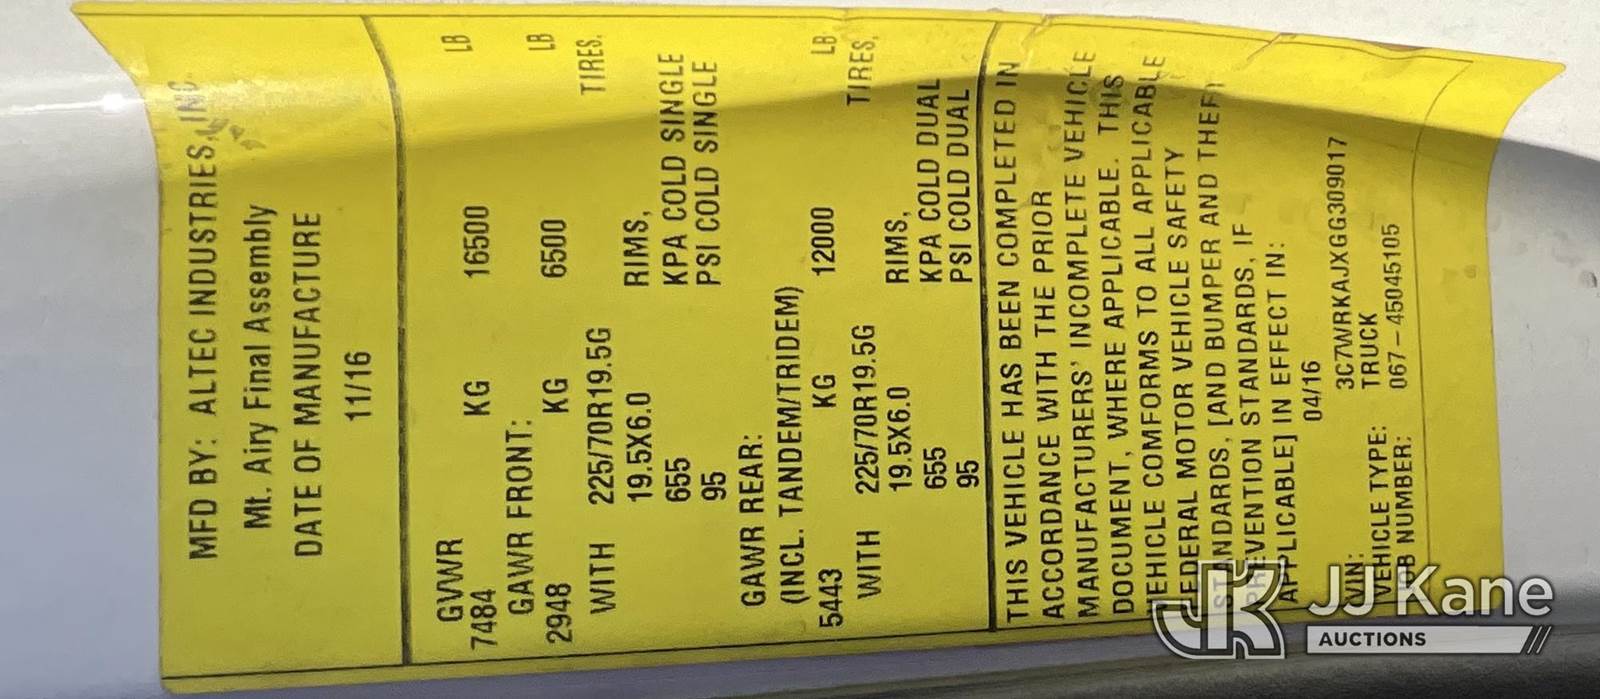 MFD BY: ALTEC INDUSTRIES, INC.
Mt. Airy Final Assembly
DATE OF MANUFACTURE
11/16
GVWR
7484 KG 16500 LB
GAWR FRONT:
2948 KG 6500 LB
WITH 225/70R19.5G TIRES,
19.5X6.0 RIMS,
655 KPA COLD SINGLE
95 PSI COLD SINGLE
GAWR REAR:
(INCL. TANDEM/TRIDEM)
5443 KG 12000 LB
WITH 225/70R19.5G TIRES,
19.5X6.0 RIMS,
655 KPA COLD DUAL
95 PSI COLD DUAL
THIS VEHICLE HAS BEEN COMPLETED IN
ACCORDANCE WITH THE PRIOR
MANUFACTURERS' INCOMPLETE VEHICLE
DOCUMENT, WHERE APPLICABLE. THIS
VEHICLE COMFORMS TO ALL APPLICABLE
FEDERAL MOTOR VEHICLE SAFETY
STANDARDS, [AND BUMPER AND THEFT
PREVENTION STANDARDS, IF
APPLICABLE] IN EFFECT IN:
04/16
VIN: 3C7WRKAJXGG309017
VEHICLE TYPE: TRUCK
JOB NUMBER: 067-45045105
JJ Kane
AUCTIONS